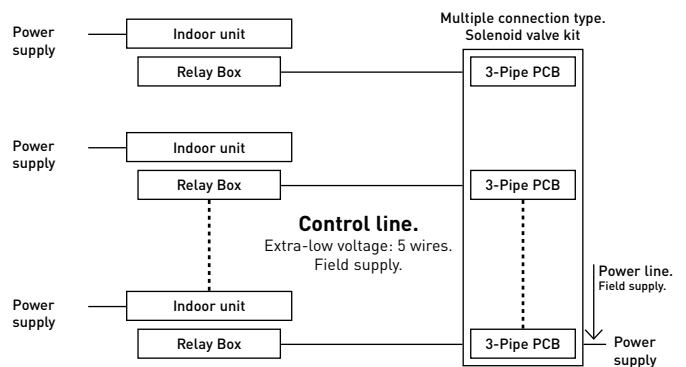 Multiple connection type.
Solenoid valve kit
Power
supply
Indoor unit
Relay Box
3-Pipe PCB
Power
supply
Indoor unit
Relay Box
3-Pipe PCB
Control line.
Extra-low voltage: 5 wires.
Field supply.
Power line.
Field supply.
Power
supply
Indoor unit
Relay Box
3-Pipe PCB
Power
supply